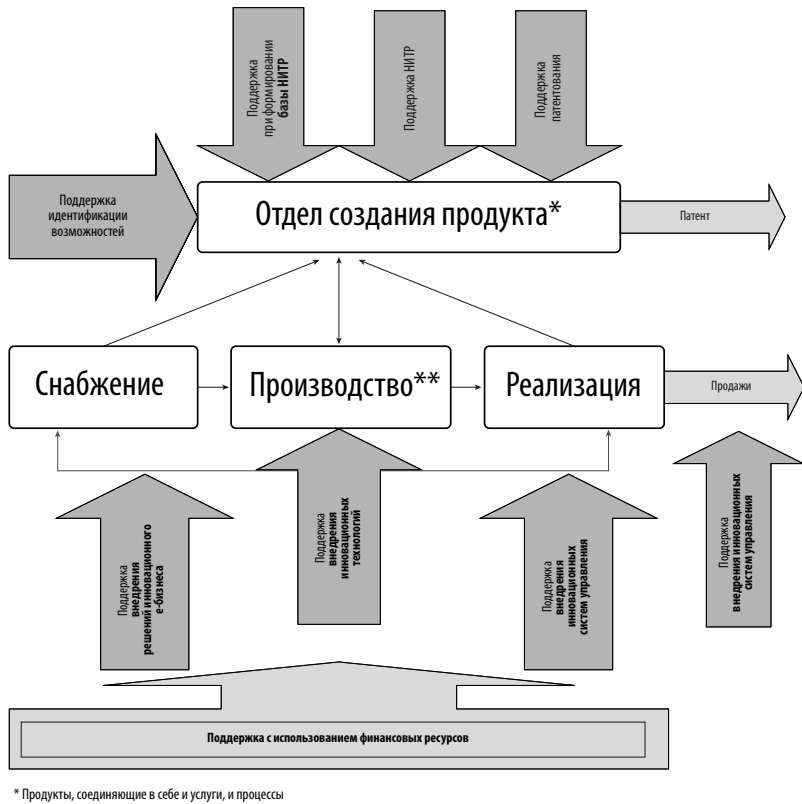 Поддержка
при формировании
базы НИТР
Поддержка НИТР
Поддержка
патентования
Поддержка
идентификации
возможностей
Отдел создания продукта*
Патент
Снабжение
Производство**
Реализация
Продажи
Поддержка
внедрения
решений инновационного
е-бизнеса
Поддержка
внедрения
инновационных
технологий
Поддержка
внедрения
инновационных
систем управления
Поддержка
внедрения инновационных
систем управления
Поддержка с использованием финансовых ресурсов
* Продукты, соединяющие в себе и услуги, и процессы